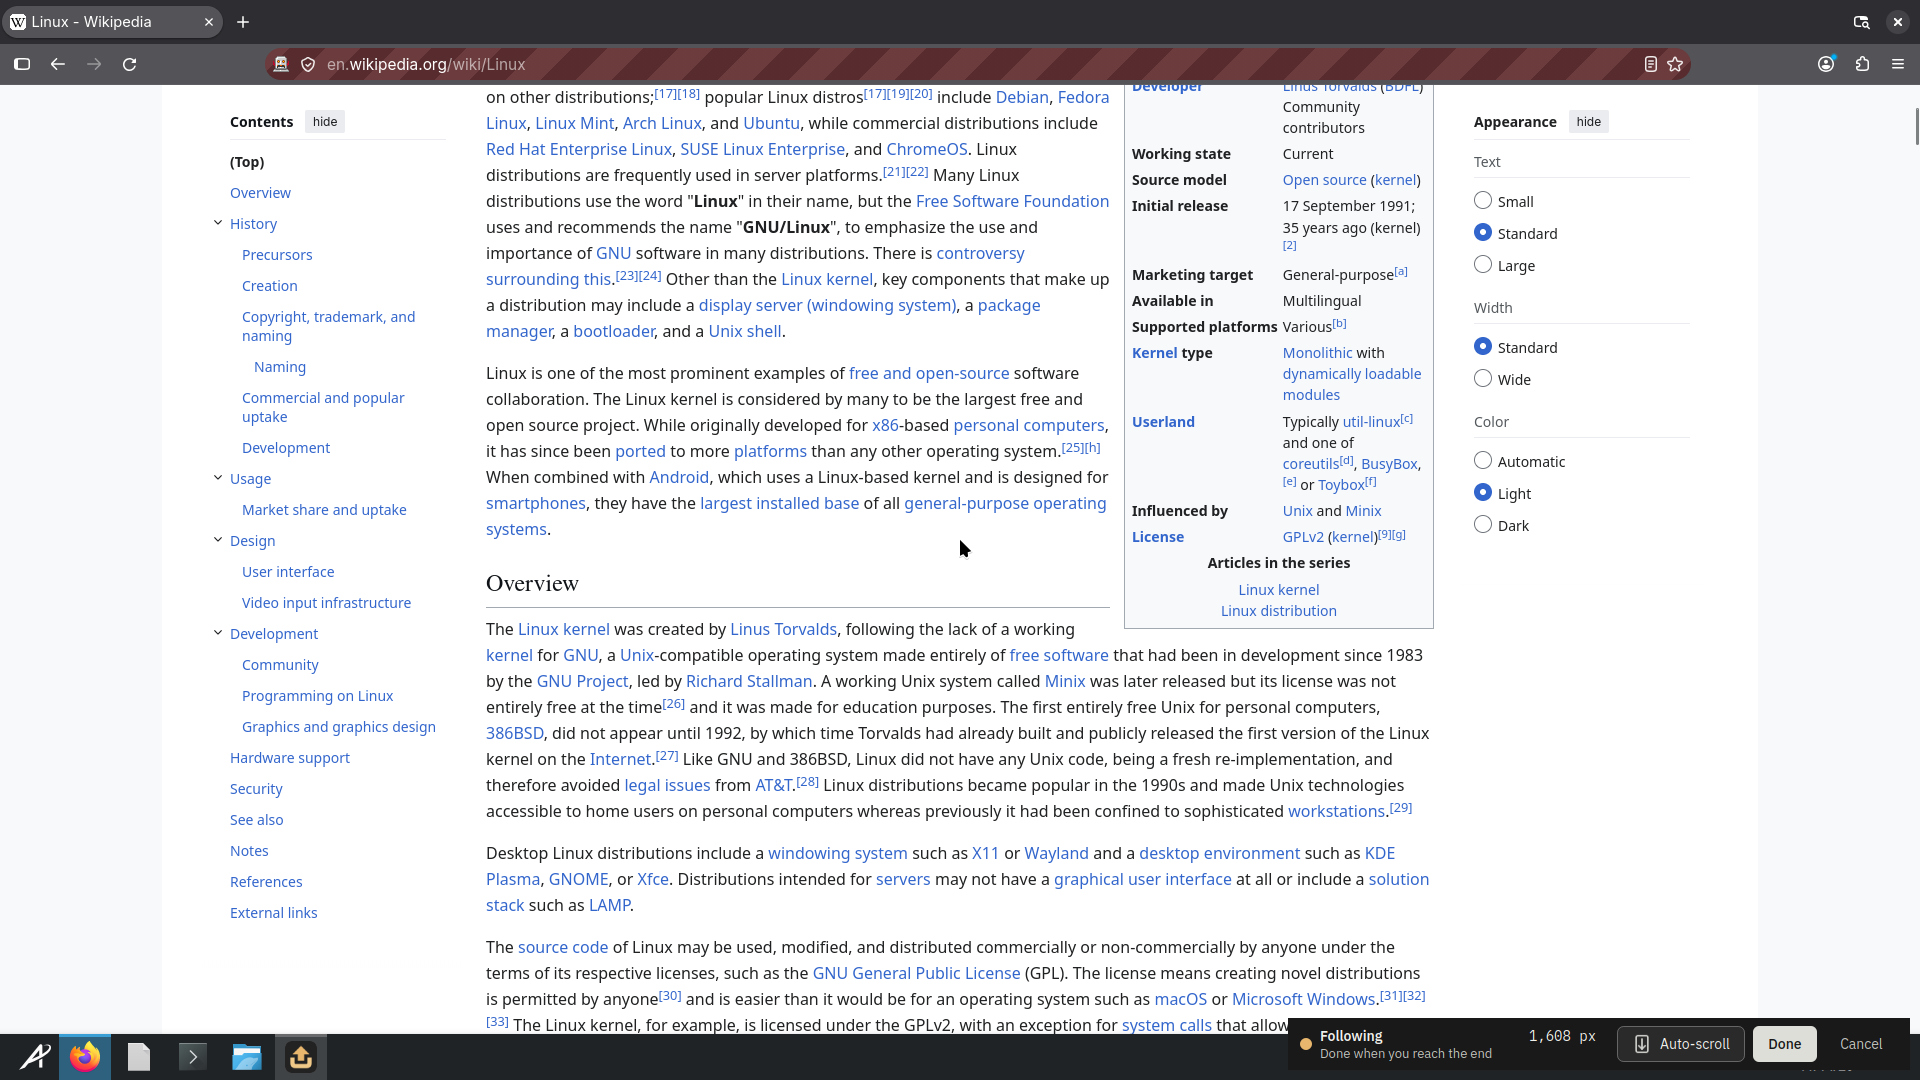 Linux - Wikipedia
en.wikipedia.org/wiki/Linux
Contents hide
(Top)
Overview
History
Precursors
Creation
Copyright, trademark, and
naming
Naming
Commercial and popular
uptake
Development
Usage
Market share and uptake
Design
User interface
Video input infrastructure
Development
Community
Programming on Linux
Graphics and graphics design
Hardware support
Security
See also
Notes
References
External links
on other distributions;[17][18] popular Linux distros[17][19][20] include Debian, Fedora
Linux, Linux Mint, Arch Linux, and Ubuntu, while commercial distributions include
Red Hat Enterprise Linux, SUSE Linux Enterprise, and ChromeOS. Linux
distributions are frequently used in server platforms.[21][22] Many Linux
distributions use the word "Linux" in their name, but the Free Software Foundation
uses and recommends the name "GNU/Linux", to emphasize the use and
importance of GNU software in many distributions. There is controversy
surrounding this.[23][24] Other than the Linux kernel, key components that make up
a distribution may include a display server (windowing system), a package
manager, a bootloader, and a Unix shell.
Linux is one of the most prominent examples of free and open-source software
collaboration. The Linux kernel is considered by many to be the largest free and
open source project. While originally developed for x86-based personal computers,
it has since been ported to more platforms than any other operating system.[25][h]
When combined with Android, which uses a Linux-based kernel and is designed for
smartphones, they have the largest installed base of all general-purpose operating
systems.
Overview
The Linux kernel was created by Linus Torvalds, following the lack of a working
kernel for GNU, a Unix-compatible operating system made entirely of free software that had been in development since 1983
by the GNU Project, led by Richard Stallman. A working Unix system called Minix was later released but its license was not
entirely free at the time[26] and it was made for education purposes. The first entirely free Unix for personal computers,
386BSD, did not appear until 1992, by which time Torvalds had already built and publicly released the first version of the Linux
kernel on the Internet.[27] Like GNU and 386BSD, Linux did not have any Unix code, being a fresh re-implementation, and
therefore avoided legal issues from AT&T.[28] Linux distributions became popular in the 1990s and made Unix technologies
accessible to home users on personal computers whereas previously it had been confined to sophisticated workstations.[29]
Desktop Linux distributions include a windowing system such as X11 or Wayland and a desktop environment such as KDE
Plasma, GNOME, or Xfce. Distributions intended for servers may not have a graphical user interface at all or include a solution
stack such as LAMP.
The source code of Linux may be used, modified, and distributed commercially or non-commercially by anyone under the
terms of its respective licenses, such as the GNU General Public License (GPL). The license means creating novel distributions
is permitted by anyone[30] and is easier than it would be for an operating system such as macOS or Microsoft Windows.[31][32]
[33] The Linux kernel, for example, is licensed under the GPLv2, with an exception for system calls that allow
Developer Linus Torvalds (BDFL)
Community
contributors
Working state Current
Source model Open source (kernel)
Initial release 17 September 1991;
35 years ago (kernel)
[2]
Marketing target General-purpose[a]
Available in Multilingual
Supported platforms Various[b]
Kernel type Monolithic with
dynamically loadable
modules
Userland Typically util-linux[c]
and one of
coreutils[d], BusyBox,
[e] or Toybox[f]
Influenced by Unix and Minix
License GPLv2 (kernel)[9][g]
Articles in the series
Linux kernel
Linux distribution
Appearance hide
Text
Small
Standard
Large
Width
Standard
Wide
Color
Automatic
Light
Dark
Following
Done when you reach the end
1,608 px
Auto-scroll
Done
Cancel